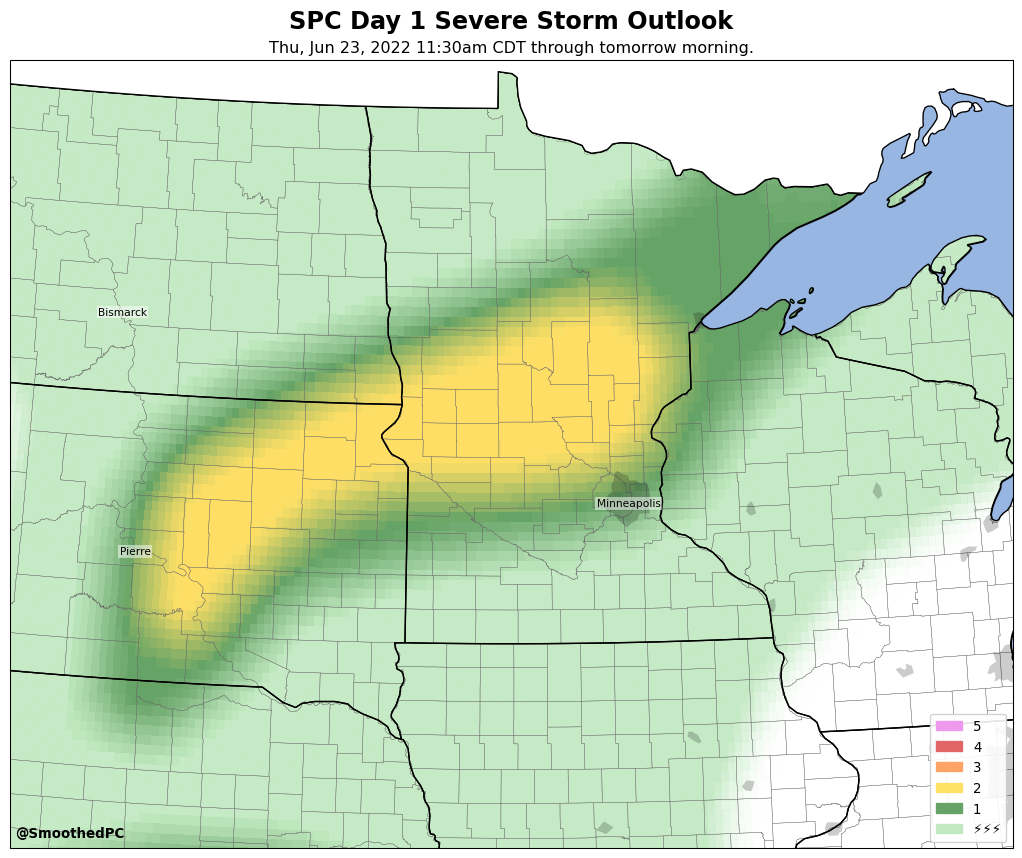 SPC Day 1 Severe Storm Outlook
Thu, Jun 23, 2022 11:30am CDT through tomorrow morning.
Bismarck
Minneapolis
Pierre
5
4
3
2
1
⚡⚡⚡
@SmoothedPC